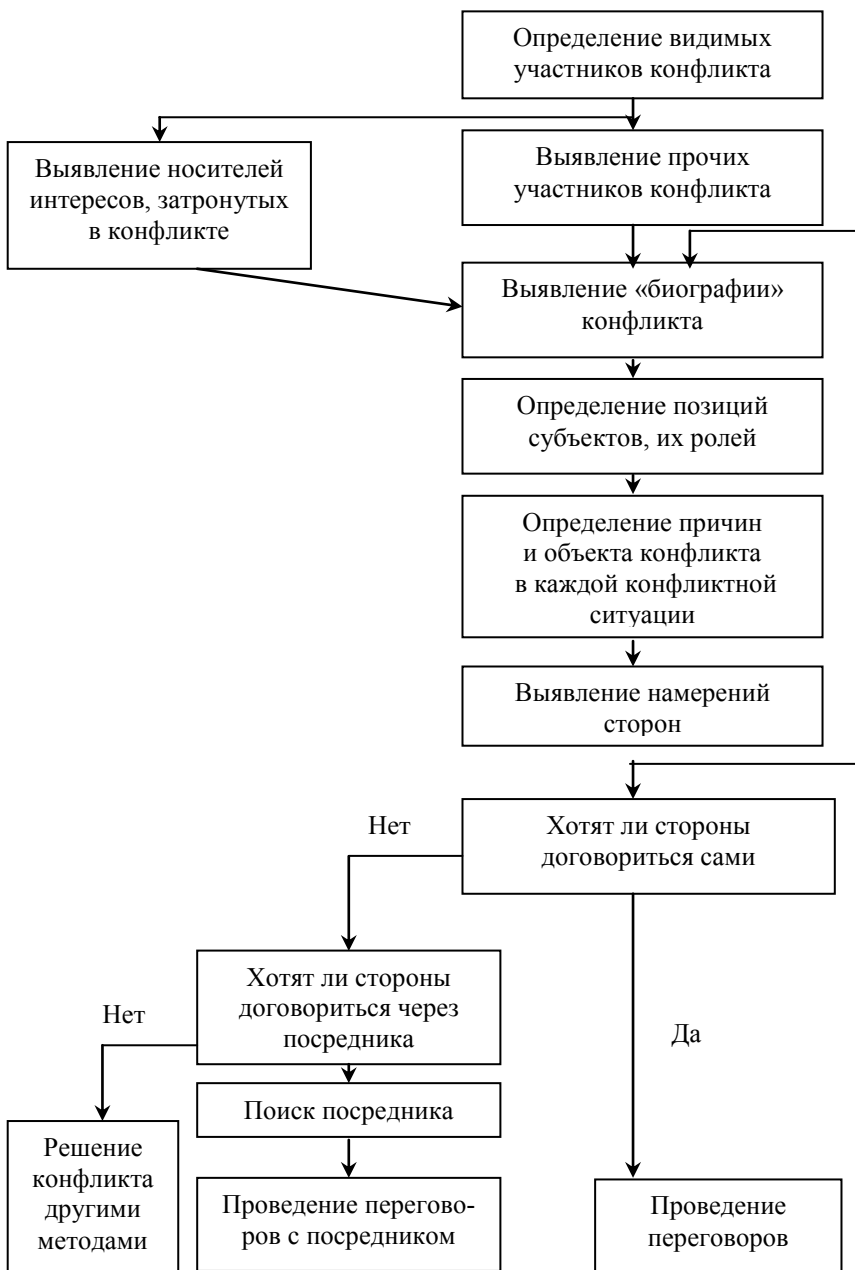 Определение видимых
участников конфликта
Выявление носителей
интересов, затронутых
в конфликте
Выявление прочих
участников конфликта
Выявление «биографии»
конфликта
Определение позиций
субъектов, их ролей
Определение причин
и объекта конфликта
в каждой конфликтной
ситуации
Выявление намерений
сторон
Нет
Хотят ли стороны
договориться сами
Нет
Хотят ли стороны
договориться через
посредника
Да
Поиск посредника
Решение
конфликта
другими
методами
Проведение перегово-
ров с посредником
Проведение
переговоров